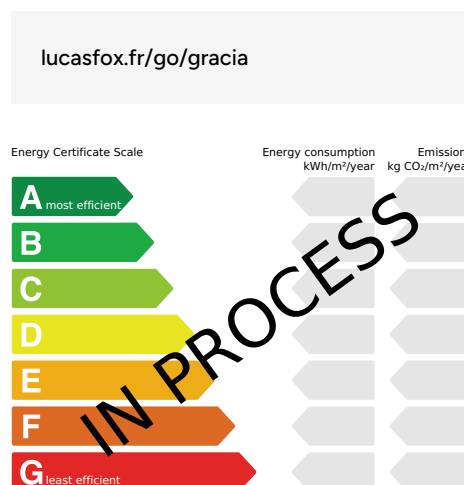 lucasfox.fr/go/gracia
Energy Certificate Scale
Energy consumption
kWh/m²/year
Emission
kg CO₂/m²/yea
A most efficient
B
C
D
E
F
G least efficient
IN PROCESS